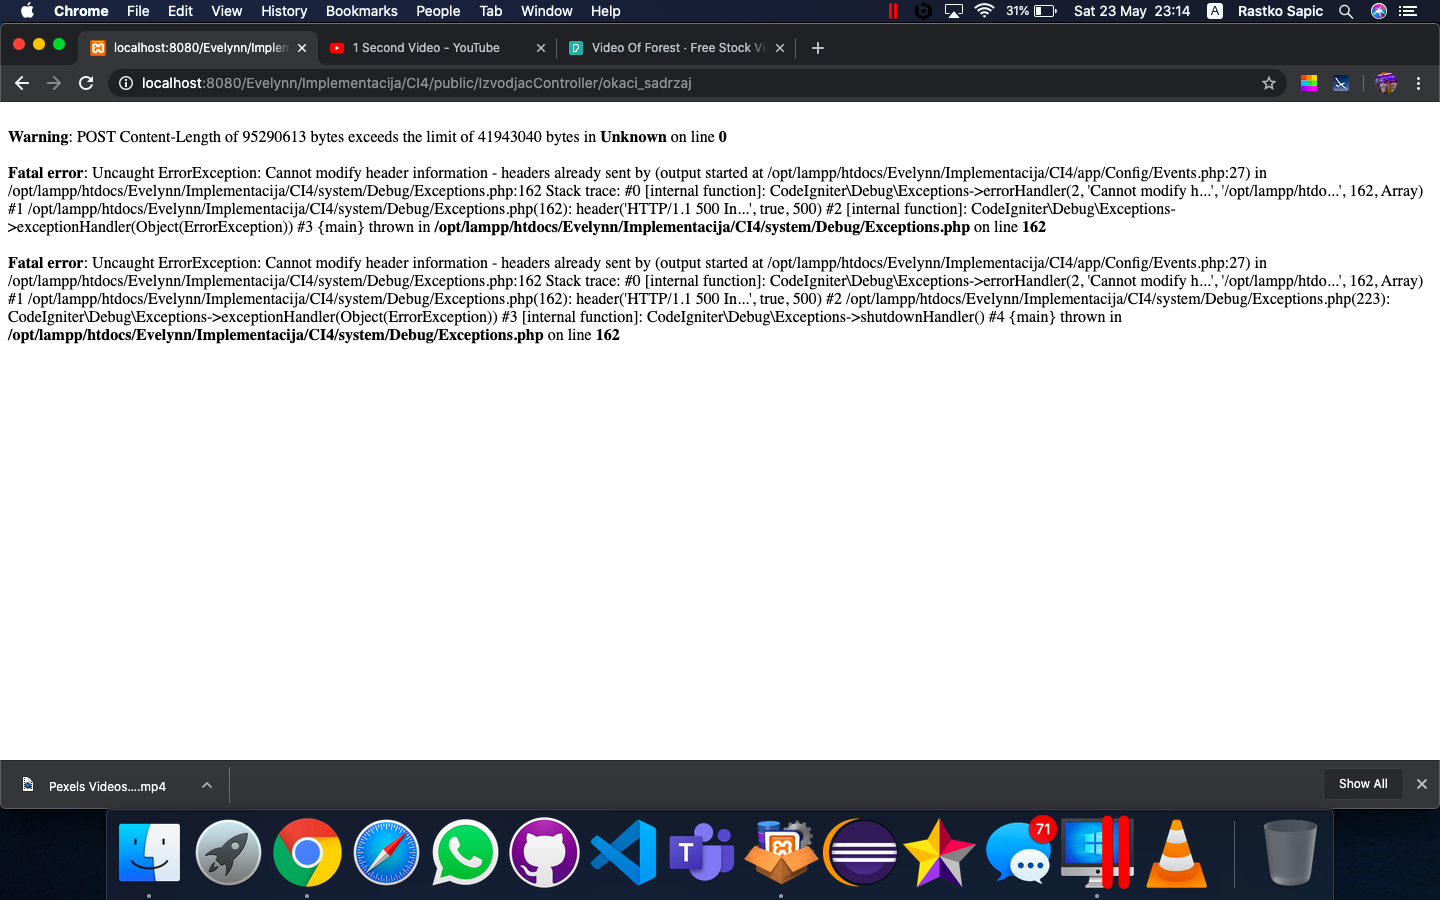 Chrome File Edit View History Bookmarks People Tab Window Help 31% Sat 23 May 23:14 A Rastko Sapic
localhost:8080/Evelynn/Implem 1 Second Video - YouTube Video Of Forest · Free Stock Vi
localhost:8080/Evelynn/Implementacija/CI4/public/IzvodjacController/okaci_sadrzaj
Warning: POST Content-Length of 95290613 bytes exceeds the limit of 41943040 bytes in Unknown on line 0
Fatal error: Uncaught ErrorException: Cannot modify header information - headers already sent by (output started at /opt/lampp/htdocs/Evelynn/Implementacija/CI4/app/Config/Events.php:27) in
/opt/lampp/htdocs/Evelynn/Implementacija/CI4/system/Debug/Exceptions.php:162 Stack trace: #0 [internal function]: CodeIgniter\Debug\Exceptions->errorHandler(2, 'Cannot modify h...', '/opt/lampp/htdo...', 162, Array)
#1 /opt/lampp/htdocs/Evelynn/Implementacija/CI4/system/Debug/Exceptions.php(162): header('HTTP/1.1 500 In...', true, 500) #2 [internal function]: CodeIgniter\Debug\Exceptions-
>exceptionHandler(Object(ErrorException)) #3 {main} thrown in /opt/lampp/htdocs/Evelynn/Implementacija/CI4/system/Debug/Exceptions.php on line 162
Fatal error: Uncaught ErrorException: Cannot modify header information - headers already sent by (output started at /opt/lampp/htdocs/Evelynn/Implementacija/CI4/app/Config/Events.php:27) in
/opt/lampp/htdocs/Evelynn/Implementacija/CI4/system/Debug/Exceptions.php:162 Stack trace: #0 [internal function]: CodeIgniter\Debug\Exceptions->errorHandler(2, 'Cannot modify h...', '/opt/lampp/htdo...', 162, Array)
#1 /opt/lampp/htdocs/Evelynn/Implementacija/CI4/system/Debug/Exceptions.php(162): header('HTTP/1.1 500 In...', true, 500) #2 /opt/lampp/htdocs/Evelynn/Implementacija/CI4/system/Debug/Exceptions.php(223):
CodeIgniter\Debug\Exceptions->exceptionHandler(Object(ErrorException)) #3 [internal function]: CodeIgniter\Debug\Exceptions->shutdownHandler() #4 {main} thrown in
/opt/lampp/htdocs/Evelynn/Implementacija/CI4/system/Debug/Exceptions.php on line 162
Pexels Videos....mp4 Show All
T 71